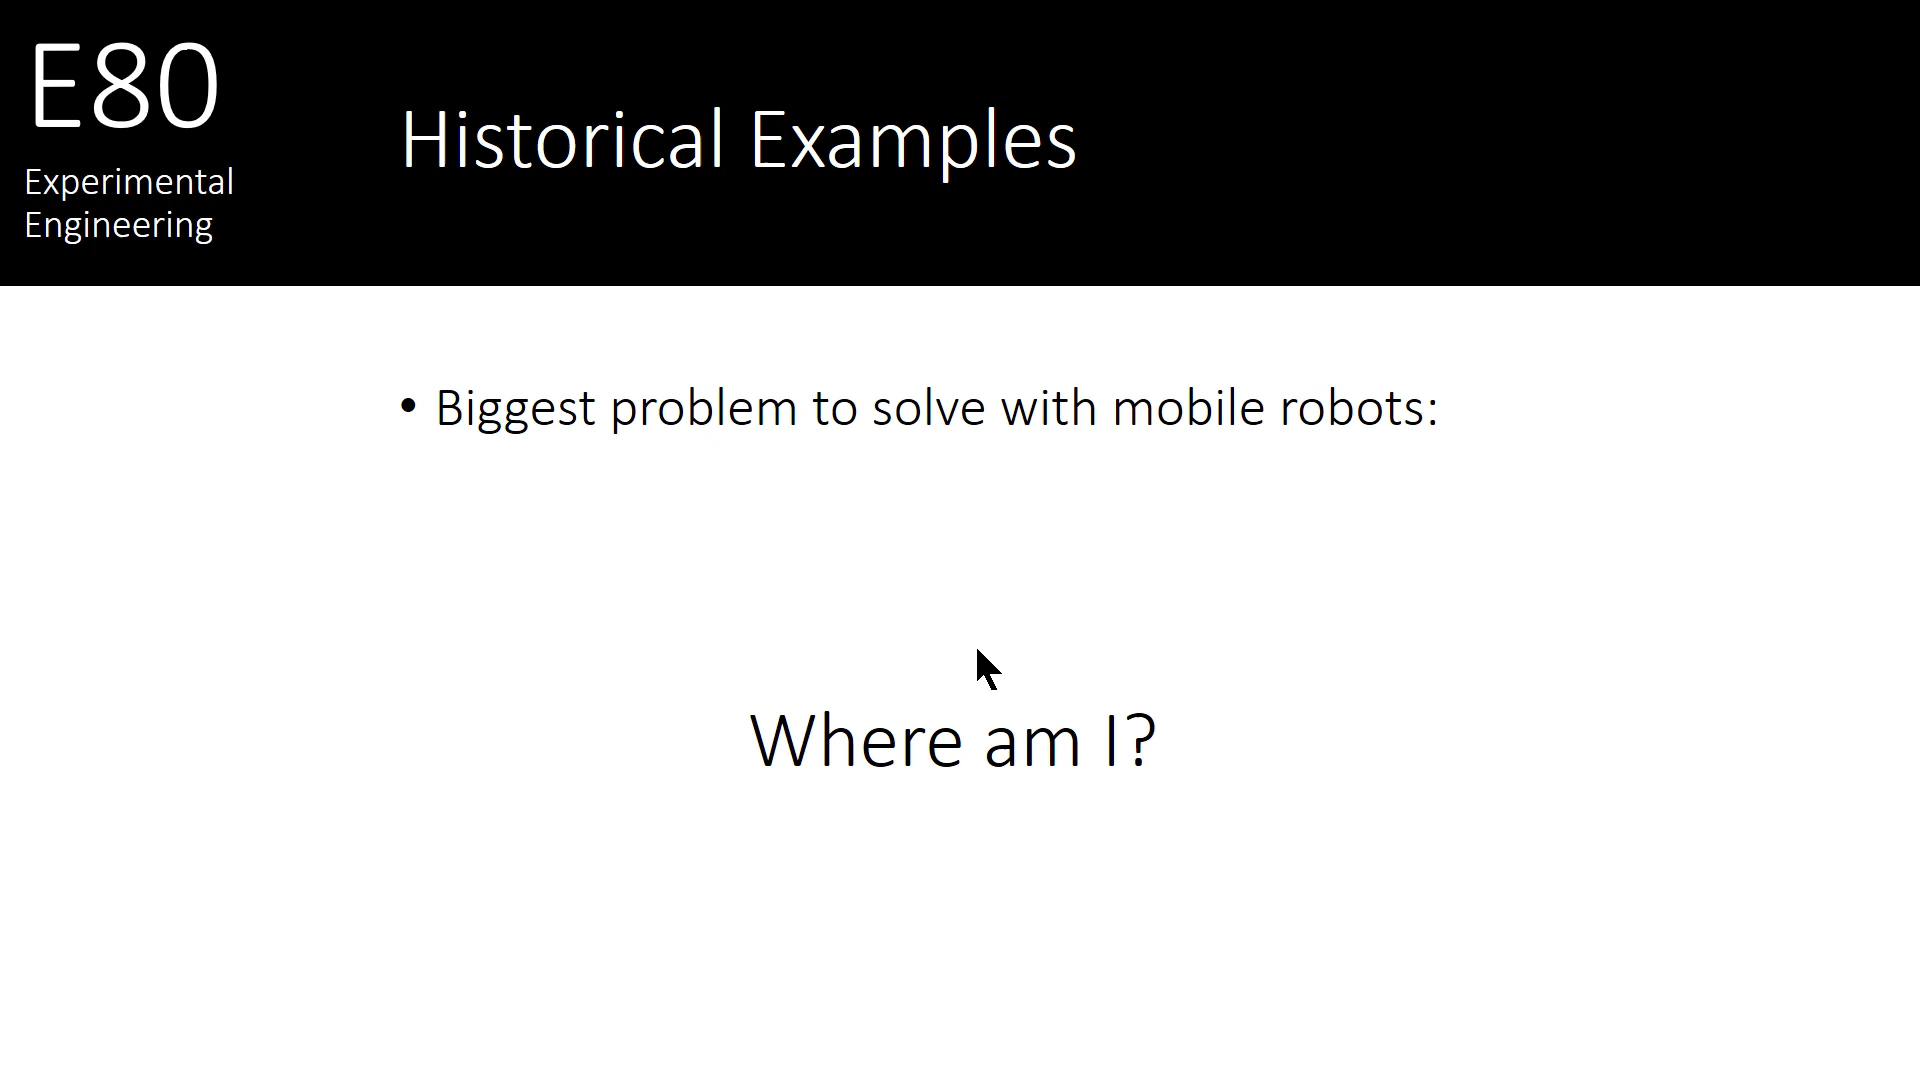 E80
Experimental
Engineering
Historical Examples
• Biggest problem to solve with mobile robots:
Where am I?